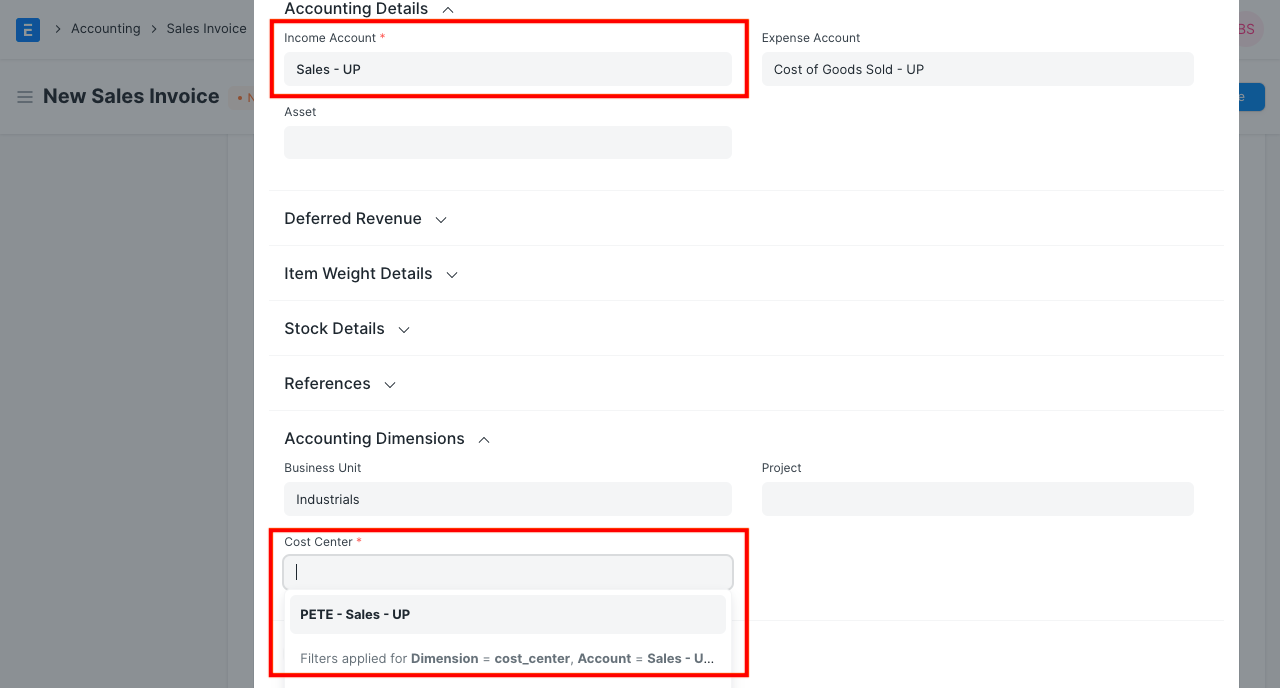 Accounting Details
E
Accounting
Sales Invoice
BS
Income Account *
Expense Account
Sales - UP
Cost of Goods Sold - UP
New Sales Invoice
Asset
Deferred Revenue
Item Weight Details
Stock Details
References
Accounting Dimensions
Business Unit
Project
Industrials
Cost Center *
PETE - Sales - UP
Filters applied for Dimension = cost_center, Account = Sales - U...